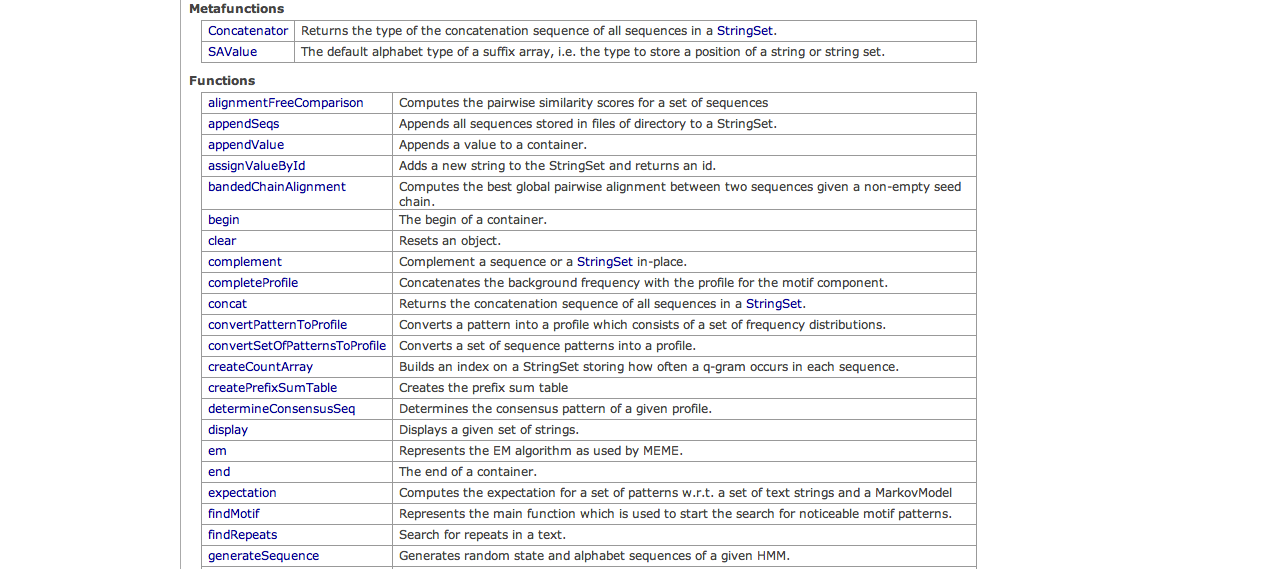 Metafunctions
Concatenator Returns the type of the concatenation sequence of all sequences in a StringSet.
SAValue The default alphabet type of a suffix array, i.e. the type to store a position of a string or string set.
Functions
alignmentFreeComparison Computes the pairwise similarity scores for a set of sequences
appendSeqs Appends all sequences stored in files of directory to a StringSet.
appendValue Appends a value to a container.
assignValueById Adds a new string to the StringSet and returns an id.
bandedChainAlignment Computes the best global pairwise alignment between two sequences given a non-empty seed
chain.
begin The begin of a container.
clear Resets an object.
complement Complement a sequence or a StringSet in-place.
completeProfile Concatenates the background frequency with the profile for the motif component.
concat Returns the concatenation sequence of all sequences in a StringSet.
convertPatternToProfile Converts a pattern into a profile which consists of a set of frequency distributions.
convertSetOfPatternsToProfile Converts a set of sequence patterns into a profile.
createCountArray Builds an index on a StringSet storing how often a q-gram occurs in each sequence.
createPrefixSumTable Creates the prefix sum table
determineConsensusSeq Determines the consensus pattern of a given profile.
display Displays a given set of strings.
em Represents the EM algorithm as used by MEME.
end The end of a container.
expectation Computes the expectation for a set of patterns w.r.t. a set of text strings and a MarkovModel
findMotif Represents the main function which is used to start the search for noticeable motif patterns.
findRepeats Search for repeats in a text.
generateSequence Generates random state and alphabet sequences of a given HMM.